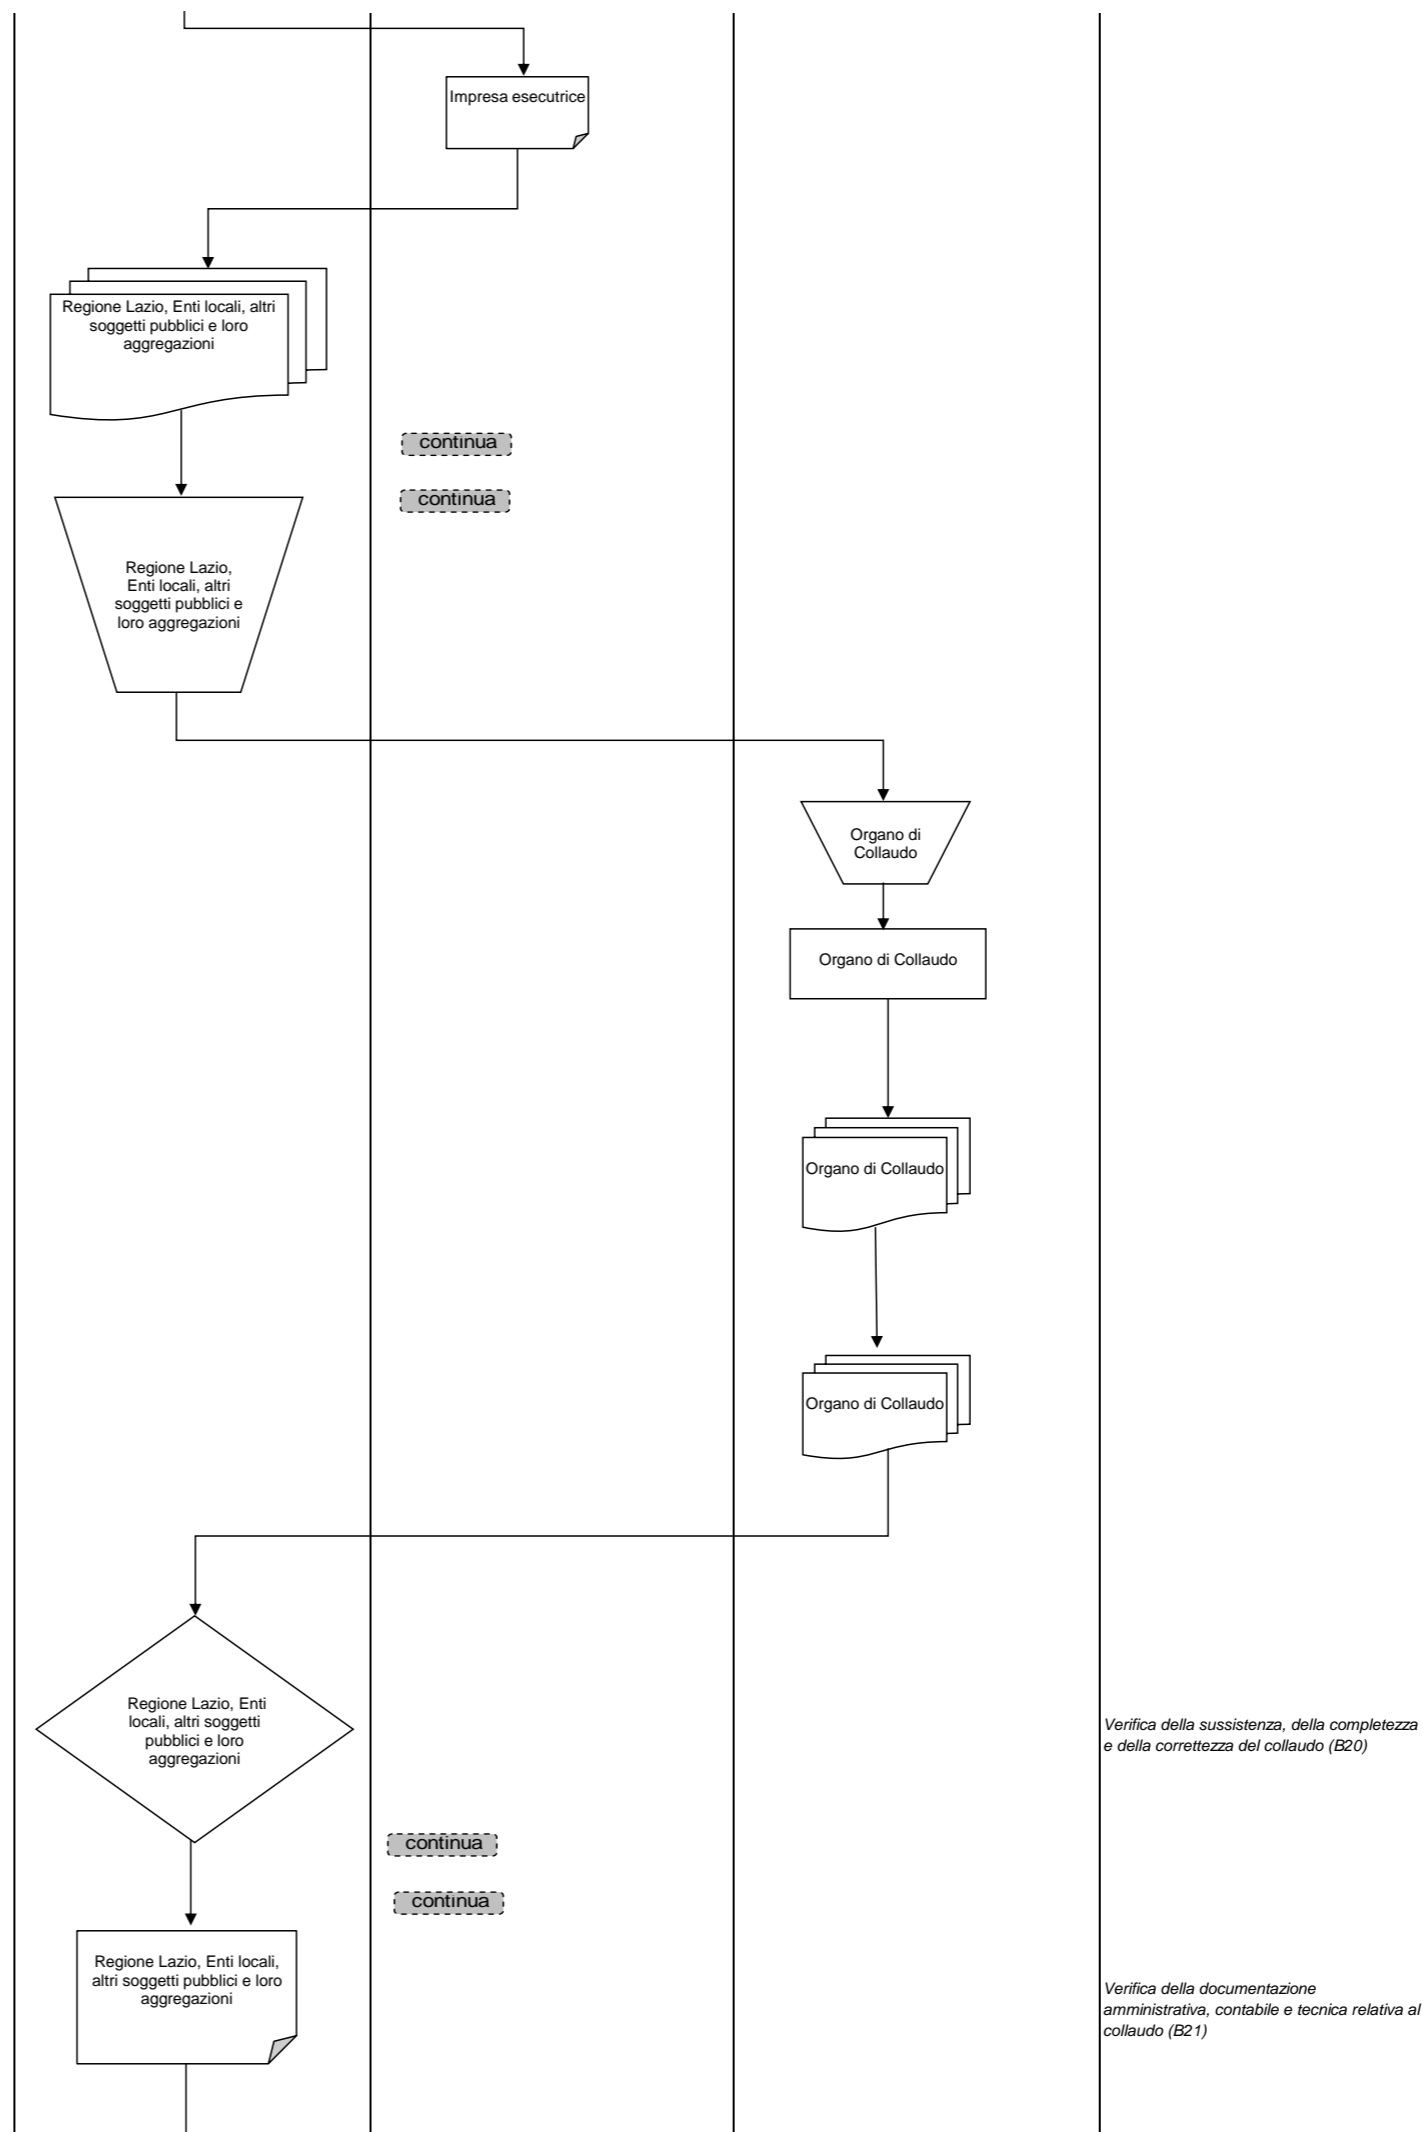 Impresa esecutrice
Regione Lazio, Enti locali, altri
soggetti pubblici e loro
aggregazioni
continua
continua
Regione Lazio,
Enti locali, altri
soggetti pubblici e
loro aggregazioni
Organo di
Collaudo
Organo di Collaudo
Organo di Collaudo
Organo di Collaudo
Regione Lazio, Enti
locali, altri soggetti
pubblici e loro
aggregazioni
Verifica della sussistenza, della completezza
e della correttezza del collaudo (B20)
continua
continua
Regione Lazio, Enti locali,
altri soggetti pubblici e loro
aggregazioni
Verifica della documentazione
amministrativa, contabile e tecnica relativa al
collaudo (B21)